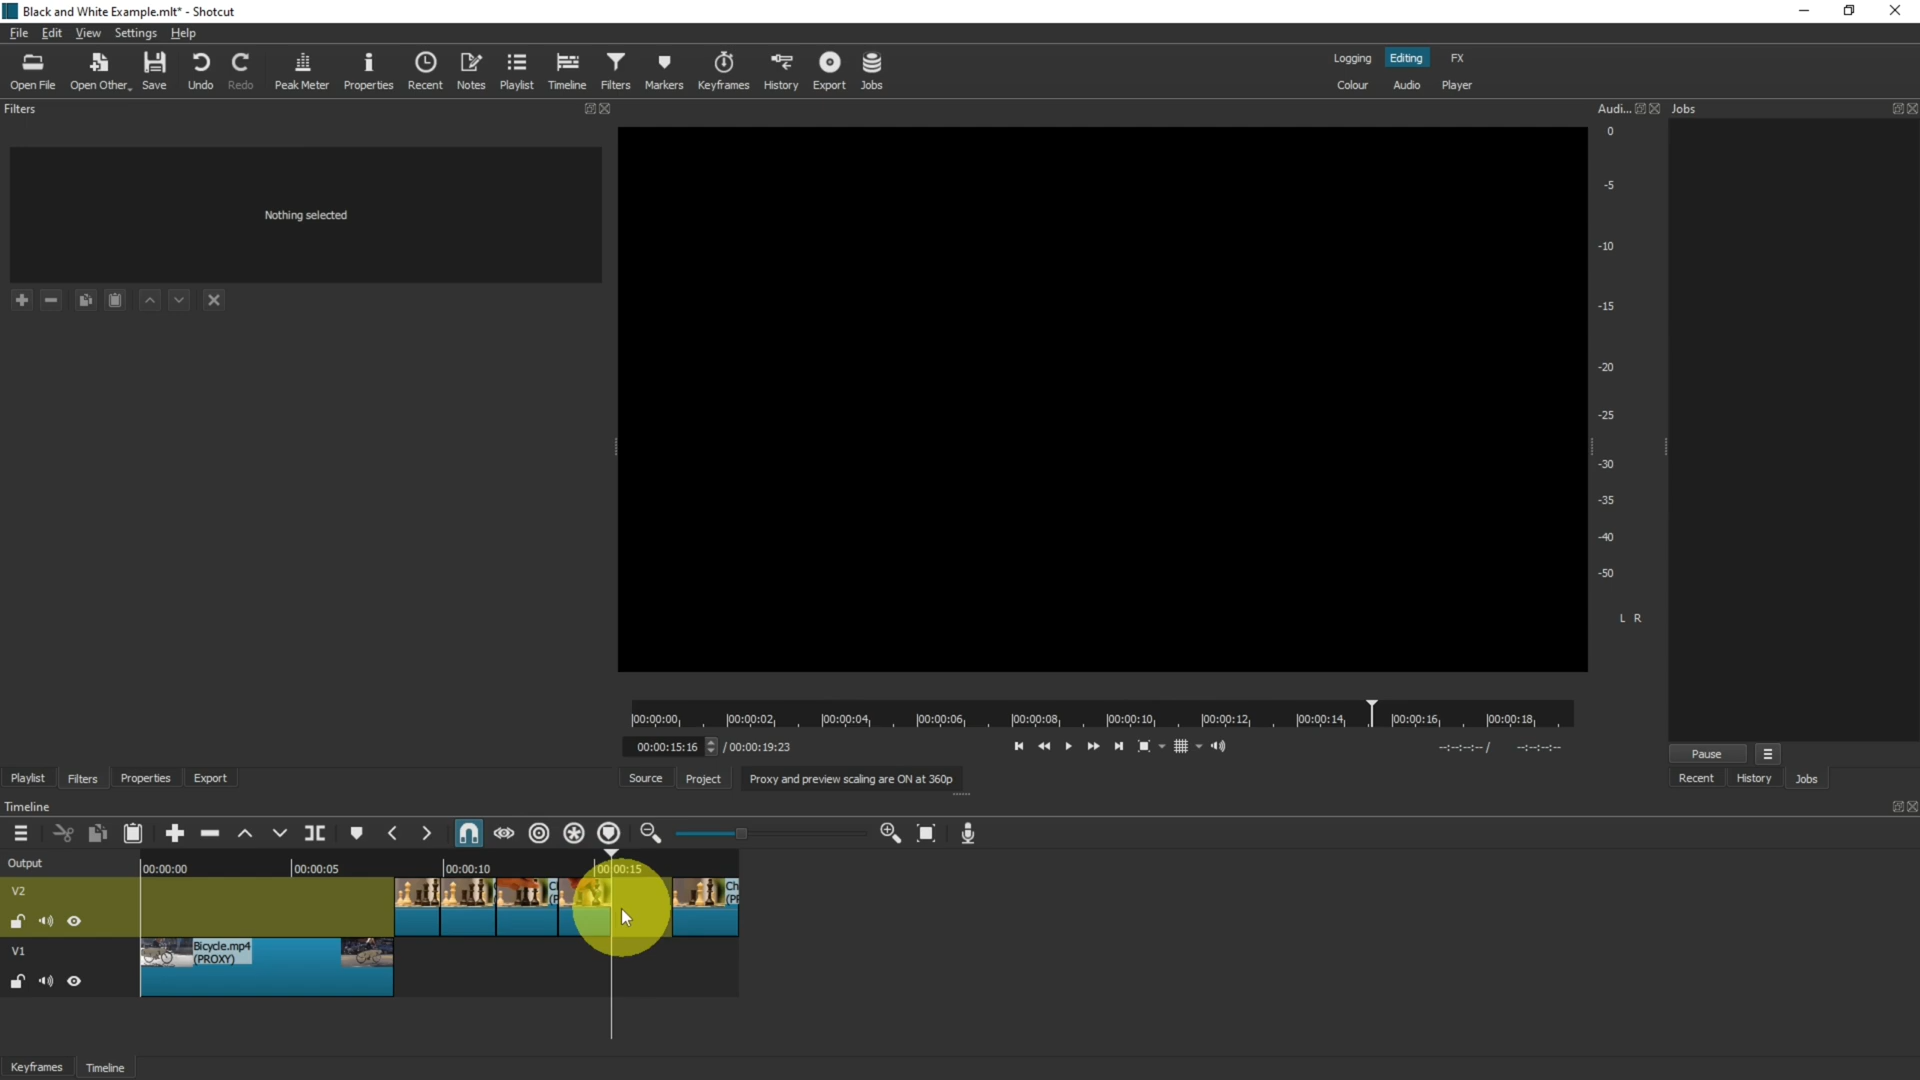 Black and White Example.mlt* - Shotcut
File Edit View Settings Help
Open File Open Other... Save Undo Redo Peak Meter Properties Recent Notes Playlist Timeline Filters Markers Keyframes History Export Jobs
Logging Editing FX
Colour Audio Player
Filters
Audi... Jobs
Nothing selected
0
-5
-10
-15
-20
-25
-30
-35
-40
-50
L R
00:00:00 00:00:02 00:00:04 00:00:06 00:00:08 00:00:10 00:00:12 00:00:14 00:00:16 00:00:18
00:00:15:16 / 00:00:19:23
--:--:--:-- / --:--:--:--
Pause
Playlist Filters Properties Export
Source Project Proxy and preview scaling are ON at 360p
Recent History Jobs
Timeline
Output
00:00:00 00:00:05 00:00:10 00:00:15
V2
V1
Bicycle.mp4
(PROXY)
Keyframes Timeline